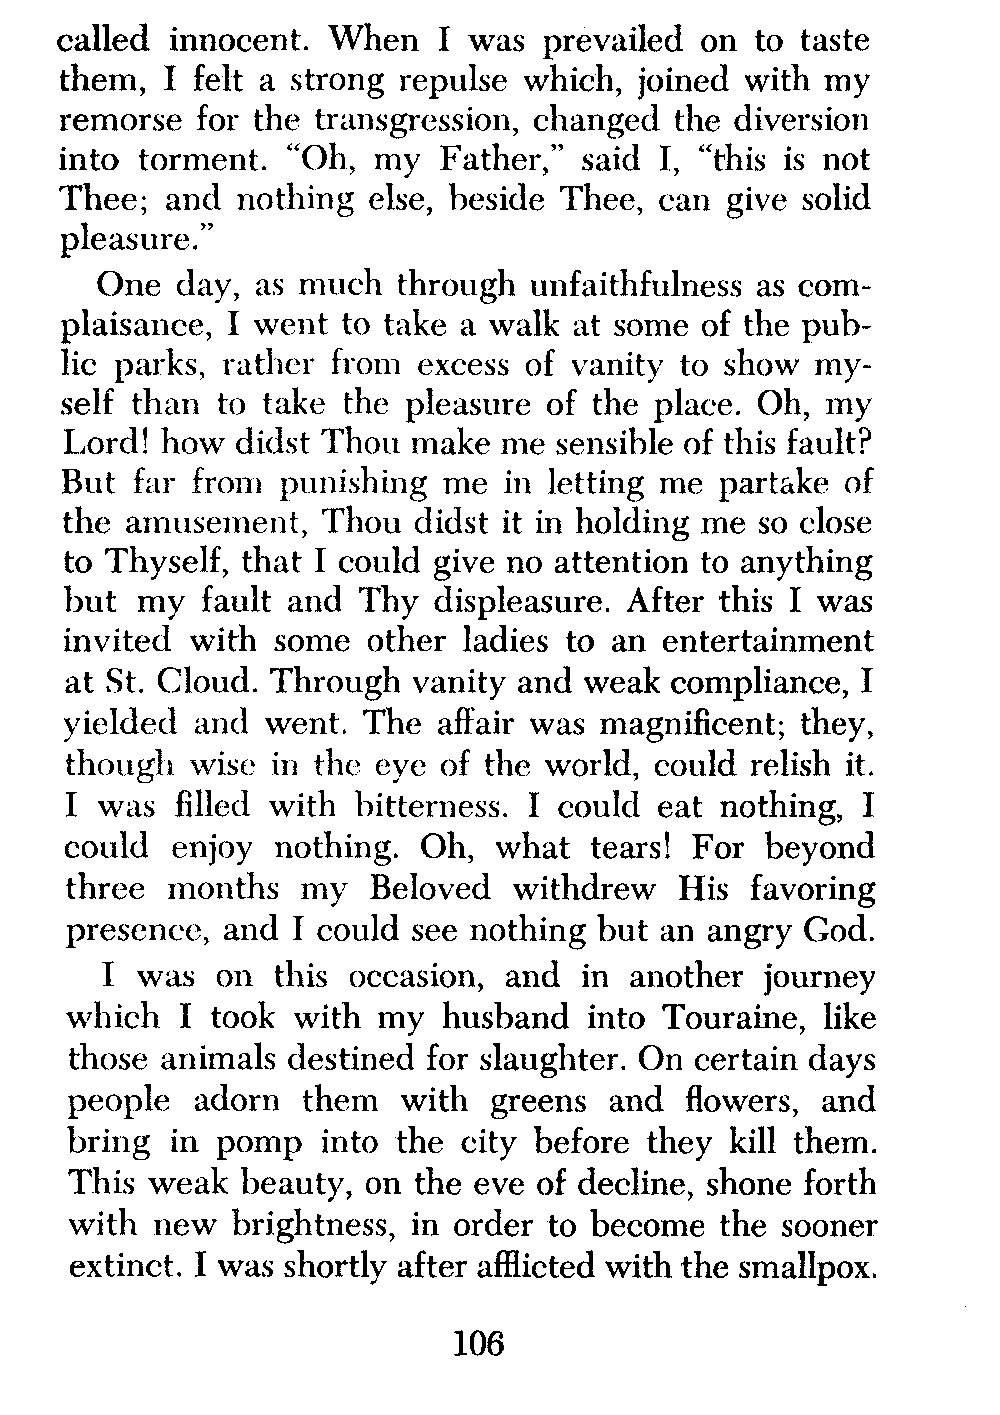 called innocent. When I was prevailed on to taste
them, I felt a strong repulse which, joined with my
remorse for the transgression, changed the diversion
into torment. “Oh, my Father,” said I, “this is not
Thee; and nothing else, beside Thee, can give solid
pleasure.”
One day, as much through unfaithfulness as com-
plaisance, I went to take a walk at some of the pub-
lic parks, rather from excess of vanity to show my-
self than to take the pleasure of the place. Oh, my
Lord! how didst Thou make me sensible of this fault?
But far from punishing me in letting me partake of
the amusement, Thou didst it in holding me so close
to Thyself, that I could give no attention to anything
but my fault and Thy displeasure. After this I was
invited with some other ladies to an entertainment
at St. Cloud. Through vanity and weak compliance, I
yielded and went. The affair was magnificent; they,
though wise in the eye of the world, could relish it.
I was filled with bitterness. I could eat nothing, I
could enjoy nothing. Oh, what tears! For beyond
three months my Beloved withdrew His favoring
presence, and I could see nothing but an angry God.
I was on this occasion, and in another journey
which I took with my husband into Touraine, like
those animals destined for slaughter. On certain days
people adorn them with greens and flowers, and
bring in pomp into the city before they kill them.
This weak beauty, on the eve of decline, shone forth
with new brightness, in order to become the sooner
extinct. I was shortly after afflicted with the smallpox.
106